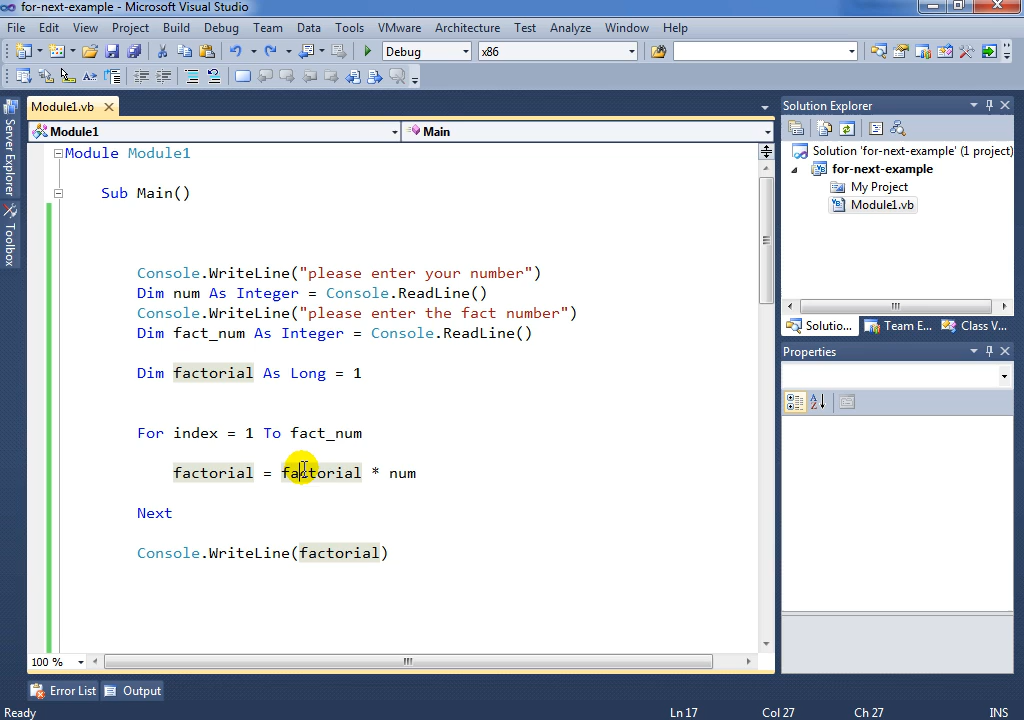 for-next-example - Microsoft Visual Studio
File Edit View Project Build Debug Team Data Tools VMware Architecture Test Analyze Window Help
Debug x86
Module1.vb
Module1 Main
Server Explorer
Toolbox
Module Module1
Sub Main()
Console.WriteLine("please enter your number")
Dim num As Integer = Console.ReadLine()
Console.WriteLine("please enter the fact number")
Dim fact_num As Integer = Console.ReadLine()
Dim factorial As Long = 1
For index = 1 To fact_num
factorial = factorial * num
Next
Console.WriteLine(factorial)
100 %
Solution Explorer
Solution 'for-next-example' (1 project)
for-next-example
My Project
Module1.vb
Solutio... Team E... Class V...
Properties
Error List Output
Ready Ln 17 Col 27 Ch 27 INS